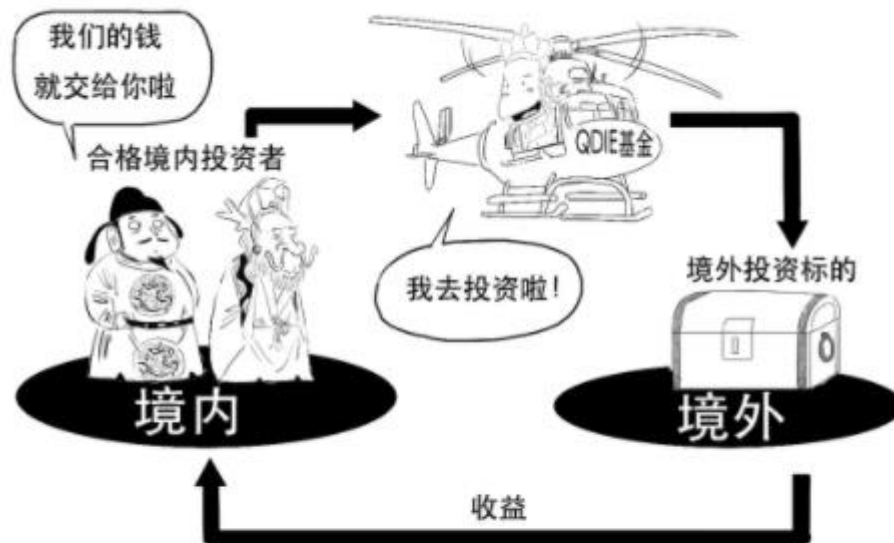 我们的钱
就交给你啦
合格境内投资者
QDIE基金
我去投资啦！
境外投资标的
境内
境外
收益